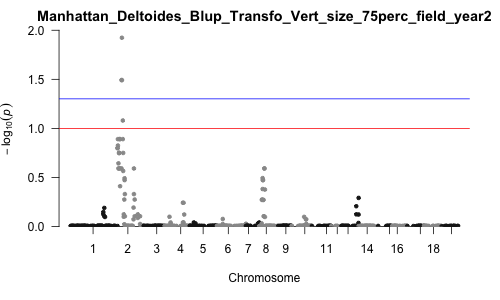 Manhattan_Deltoides_Blup_Transfo_Vert_size_75perc_field_year2
2.0
1.5
1.0
0.5
0.0
− log10(p)
1 2 3 4 5 6 7 8 9 11 14 16 18
Chromosome